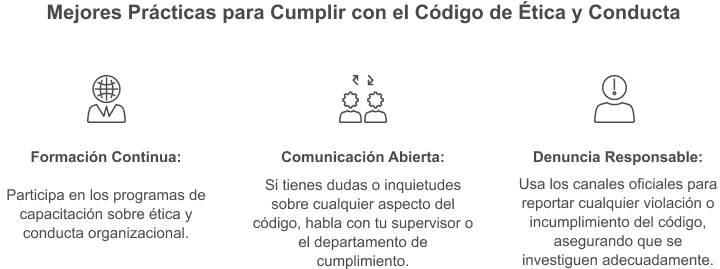 Mejores Prácticas para Cumplir con el Código de Ética y Conducta
Formación Continua:
Participa en los programas de
capacitación sobre ética y
conducta organizacional.
Comunicación Abierta:
Si tienes dudas o inquietudes
sobre cualquier aspecto del
código, habla con tu supervisor o
el departamento de
cumplimiento.
Denuncia Responsable:
Usa los canales oficiales para
reportar cualquier violación o
incumplimiento del código,
asegurando que se
investiguen adecuadamente.